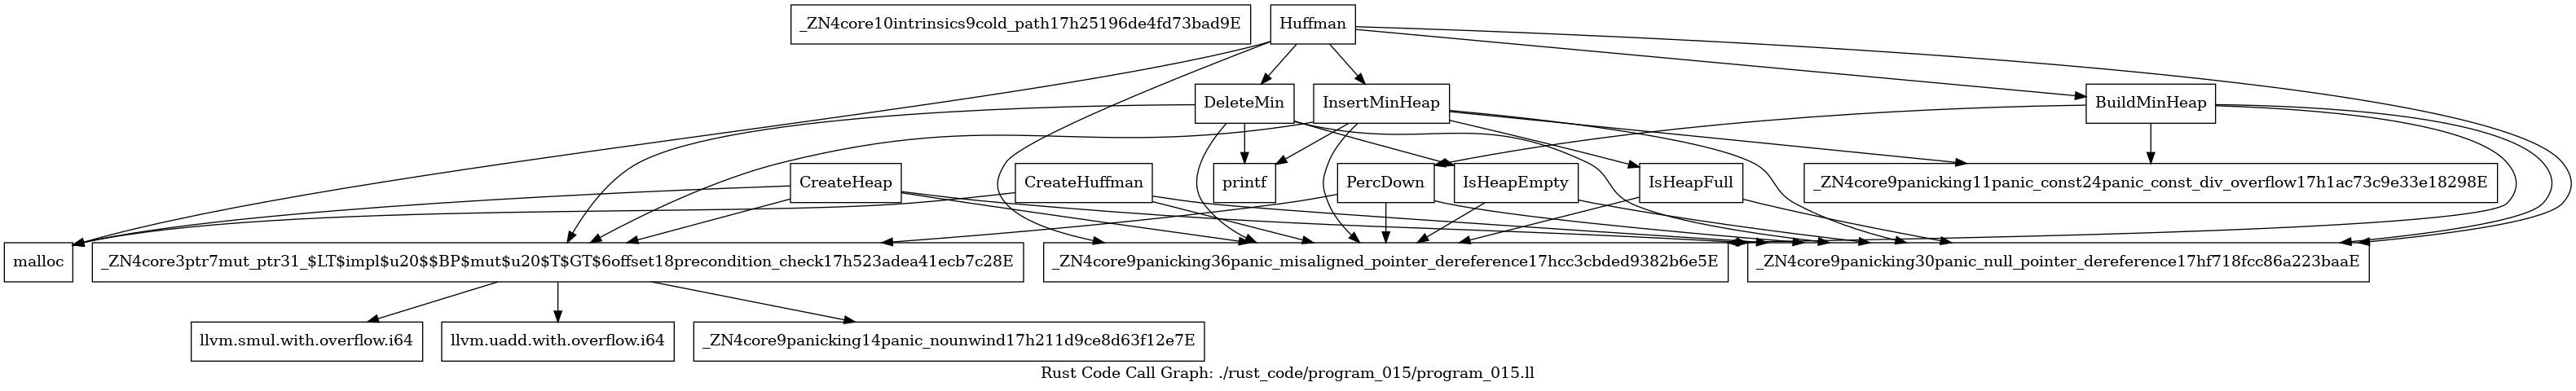 _ZN4core10intrinsics9cold_path17h25196de4fd73bad9E
Huffman
DeleteMin
InsertMinHeap
BuildMinHeap
CreateHeap
CreateHuffman
printf
PercDown
IsHeapEmpty
IsHeapFull
_ZN4core9panicking11panic_const24panic_const_div_overflow17h1ac73c9e33e18298E
malloc
_ZN4core3ptr7mut_ptr31_$LT$impl$u20$$BP$mut$u20$T$GT$6offset18precondition_check17h523adea41ecb7c28E
_ZN4core9panicking36panic_misaligned_pointer_dereference17hcc3cbded9382b6e5E
_ZN4core9panicking30panic_null_pointer_dereference17hf718fcc86a223baaE
llvm.smul.with.overflow.i64
llvm.uadd.with.overflow.i64
_ZN4core9panicking14panic_nounwind17h211d9ce8d63f12e7E
Rust Code Call Graph: ./rust_code/program_015/program_015.ll